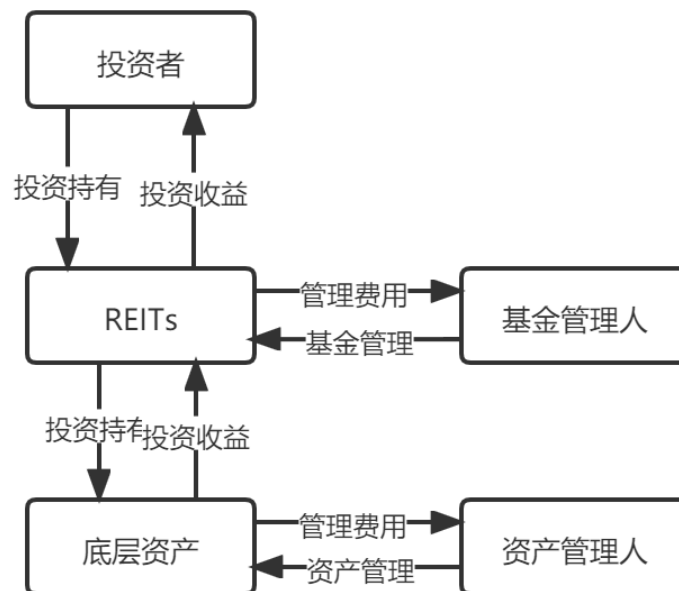 投资者
投资持有
投资收益
REITs
管理费用
基金管理
基金管理人
投资持有
投资收益
底层资产
管理费用
资产管理
资产管理人